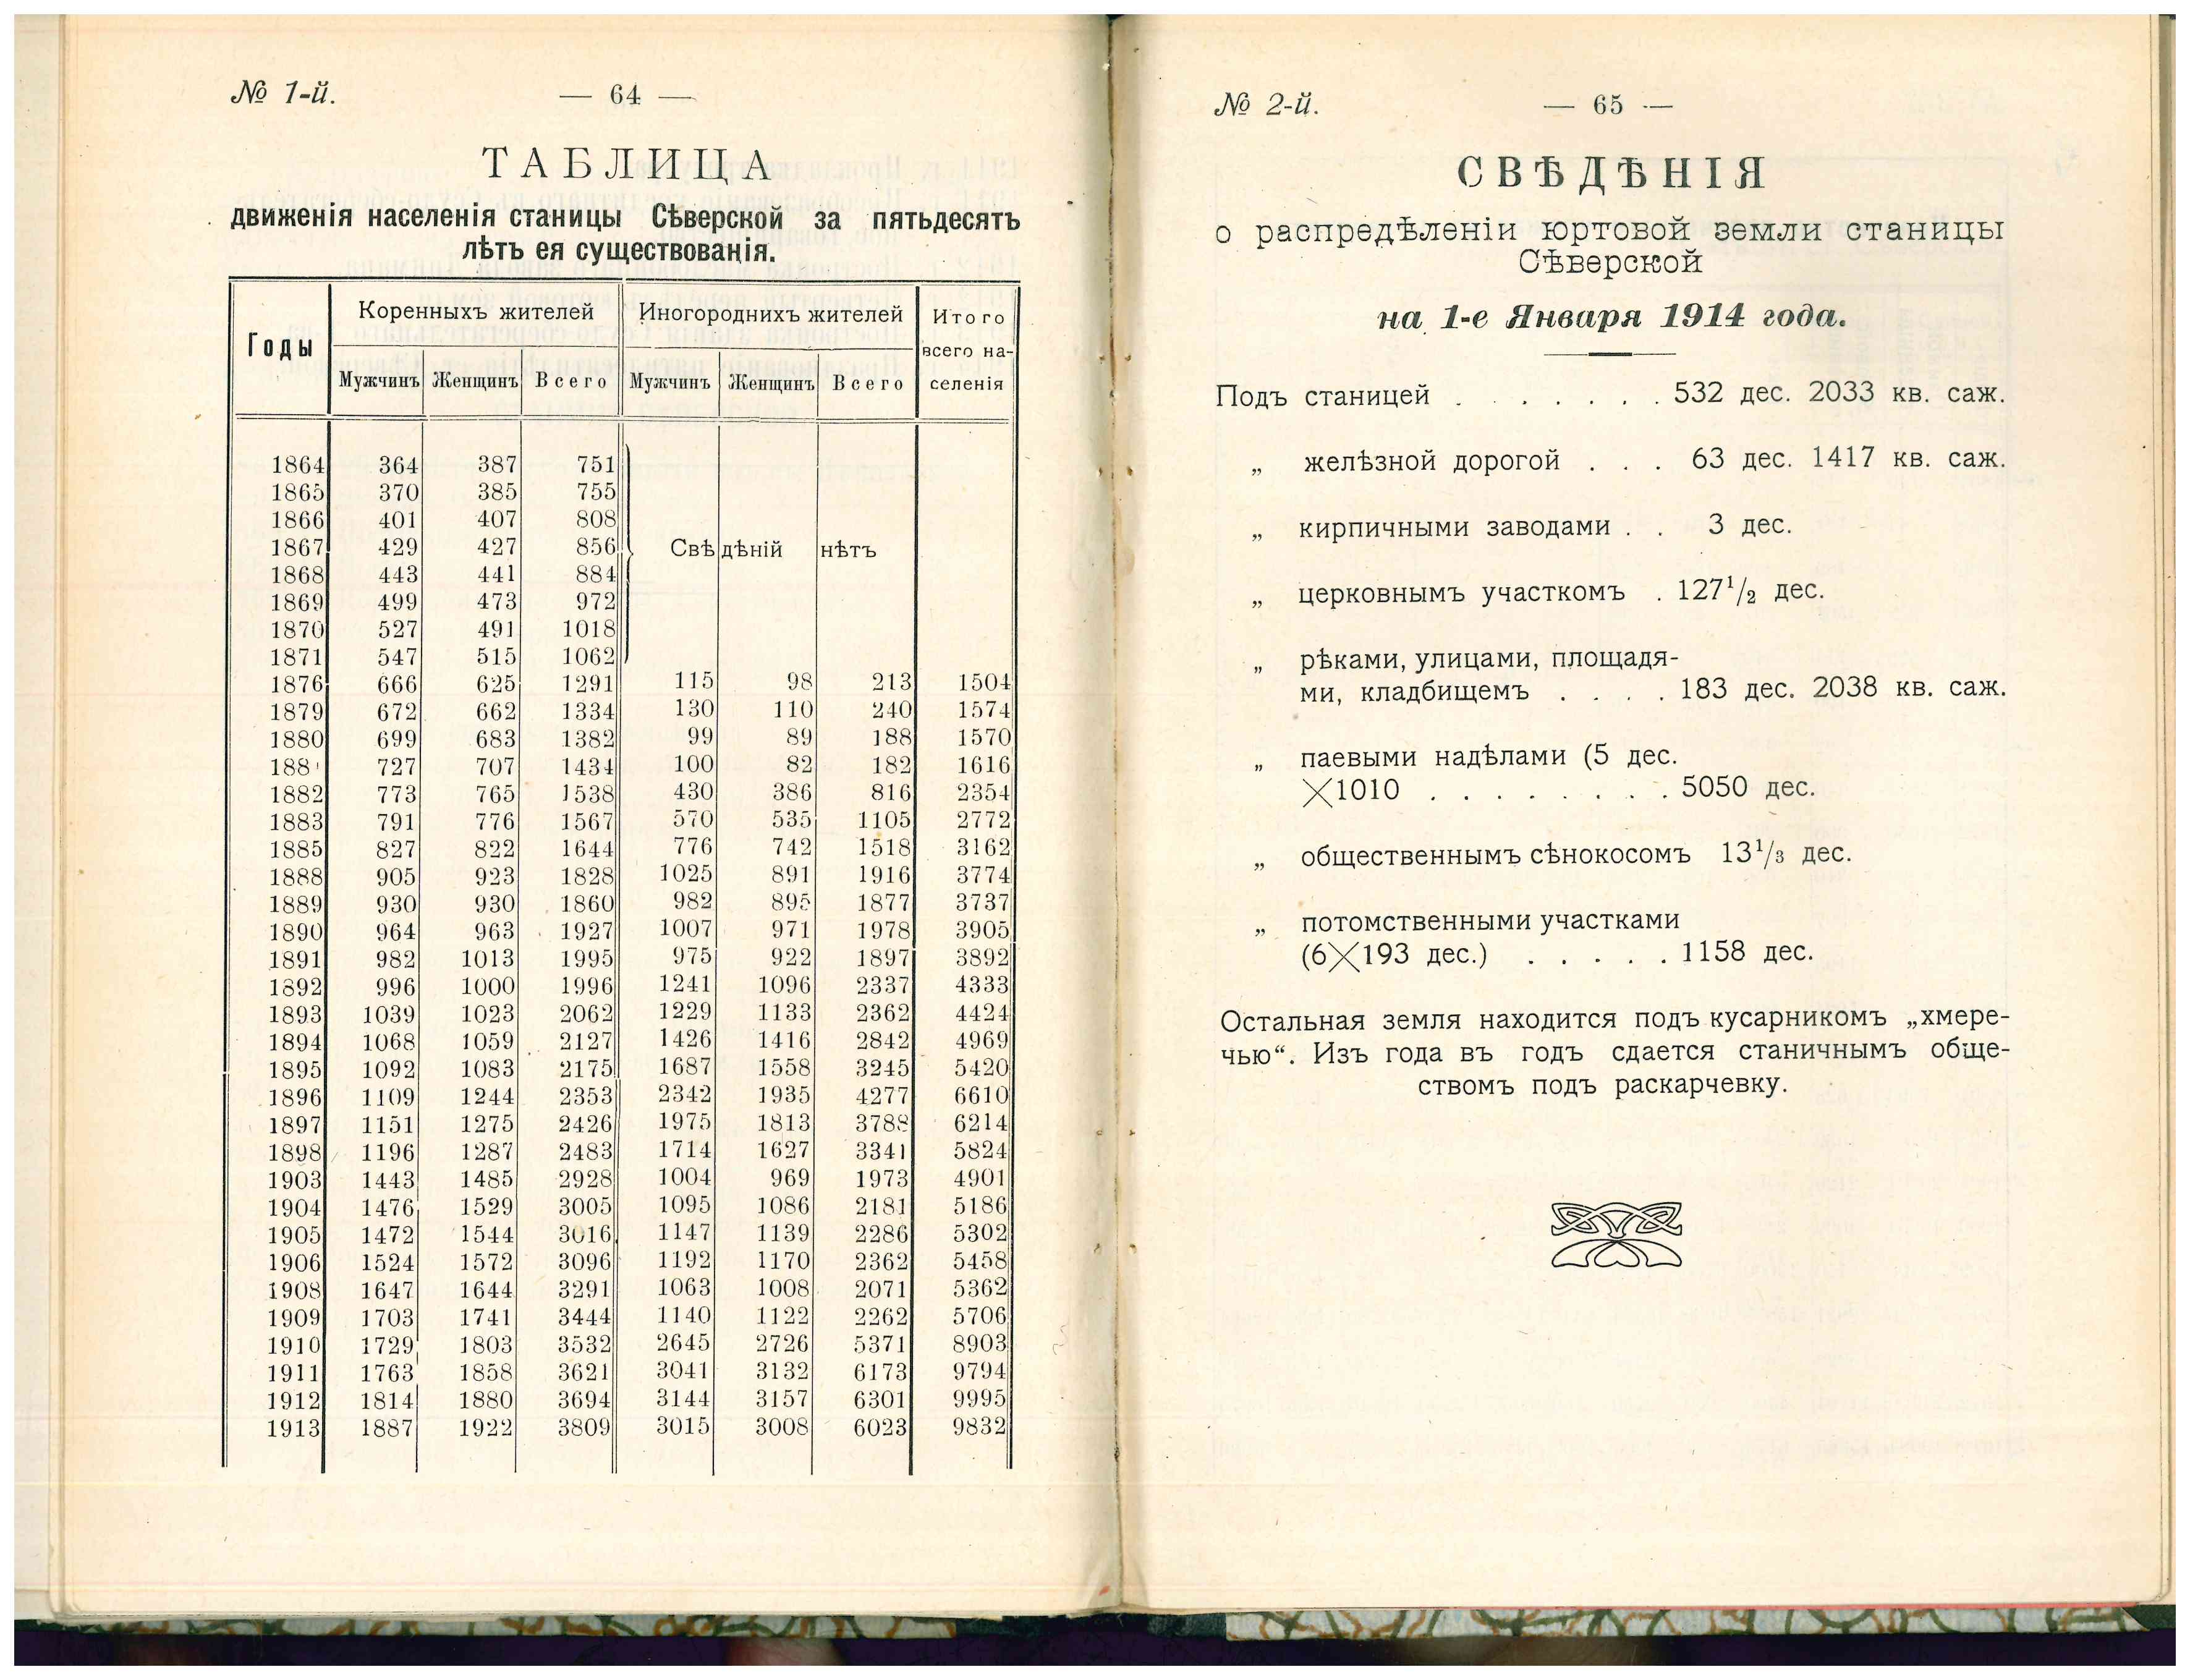 № 1-й.
— 64 —
ТАБЛИЦА
движенія населенія станицы Сѣверской за пятьдесятъ
лѣтъ ея существованія.
Годы Коренныхъ жителей Иногороднихъ жителей Итого всего на-селенія
Мужчинъ Женщинъ Всего Мужчинъ Женщинъ Всего
1864 364 387 751
1865 370 385 755
1866 401 407 808
1867 429 427 856 Свѣдѣній нѣтъ
1868 443 441 884
1869 499 473 972
1870 527 491 1018
1871 547 515 1062
1876 666 625 1291 115 98 213 1504
1879 672 662 1334 130 110 240 1574
1880 699 683 1382 99 89 188 1570
188 727 707 1434 100 82 182 1616
1882 773 765 1538 430 386 816 2354
1883 791 776 1567 570 535 1105 2772
1885 827 822 1644 776 742 1518 3162
1888 905 923 1828 1025 891 1916 3774
1889 930 930 1860 982 895 1877 3737
1890 964 963 1927 1007 971 1978 3905
1891 982 1013 1995 975 922 1897 3892
1892 996 1000 1996 1241 1096 2337 4333
1893 1039 1023 2062 1229 1133 2362 4424
1894 1068 1059 2127 1426 1416 2842 4969
1895 1092 1083 2175 1687 1558 3245 5420
1896 1109 1244 2353 2342 1935 4277 6610
1897 1151 1275 2426 1975 1813 3788 6214
1898 1196 1287 2483 1714 1627 3341 5824
1903 1443 1485 2928 1004 969 1973 4901
1904 1476 1529 3005 1095 1086 2181 5186
1905 1472 1544 3016 1147 1139 2286 5302
1906 1524 1572 3096 1192 1170 2362 5458
1908 1647 1644 3291 1063 1008 2071 5362
1909 1703 1741 3444 1140 1122 2262 5706
1910 1729 1803 3532 2645 2726 5371 8903
1911 1763 1858 3621 3041 3132 6173 9794
1912 1814 1880 3694 3144 3157 6301 9995
1913 1887 1922 3809 3015 3008 6023 9832
№ 2-й.
— 65 —
СВѢДѢНІЯ
о распредѣленіи юртовой земли станицы
Сѣверской
на 1-е Января 1914 года.
Подъ станицей . . . . . . . 532 дес. 2033 кв. саж.
„ желѣзной дорогой . . . 63 дес. 1417 кв. саж.
„ кирпичными заводами . . 3 дес.
„ церковнымъ участкомъ . 127¹/₂ дес.
„ рѣками, улицами, площадя-
ми, кладбищемъ . . . . 183 дес. 2038 кв. саж.
„ паевыми надѣлами (5 дес.
×1010 . . . . . . . . . 5050 дес.
„ общественнымъ сѣнокосомъ 13¹/₃ дес.
„ потомственными участками
(6×193 дес.) . . . . . 1158 дес.
Остальная земля находится подъ кусарникомъ „хмере-
чью“. Изъ года въ годъ сдается станичнымъ обще-
ствомъ подъ раскарчевку.